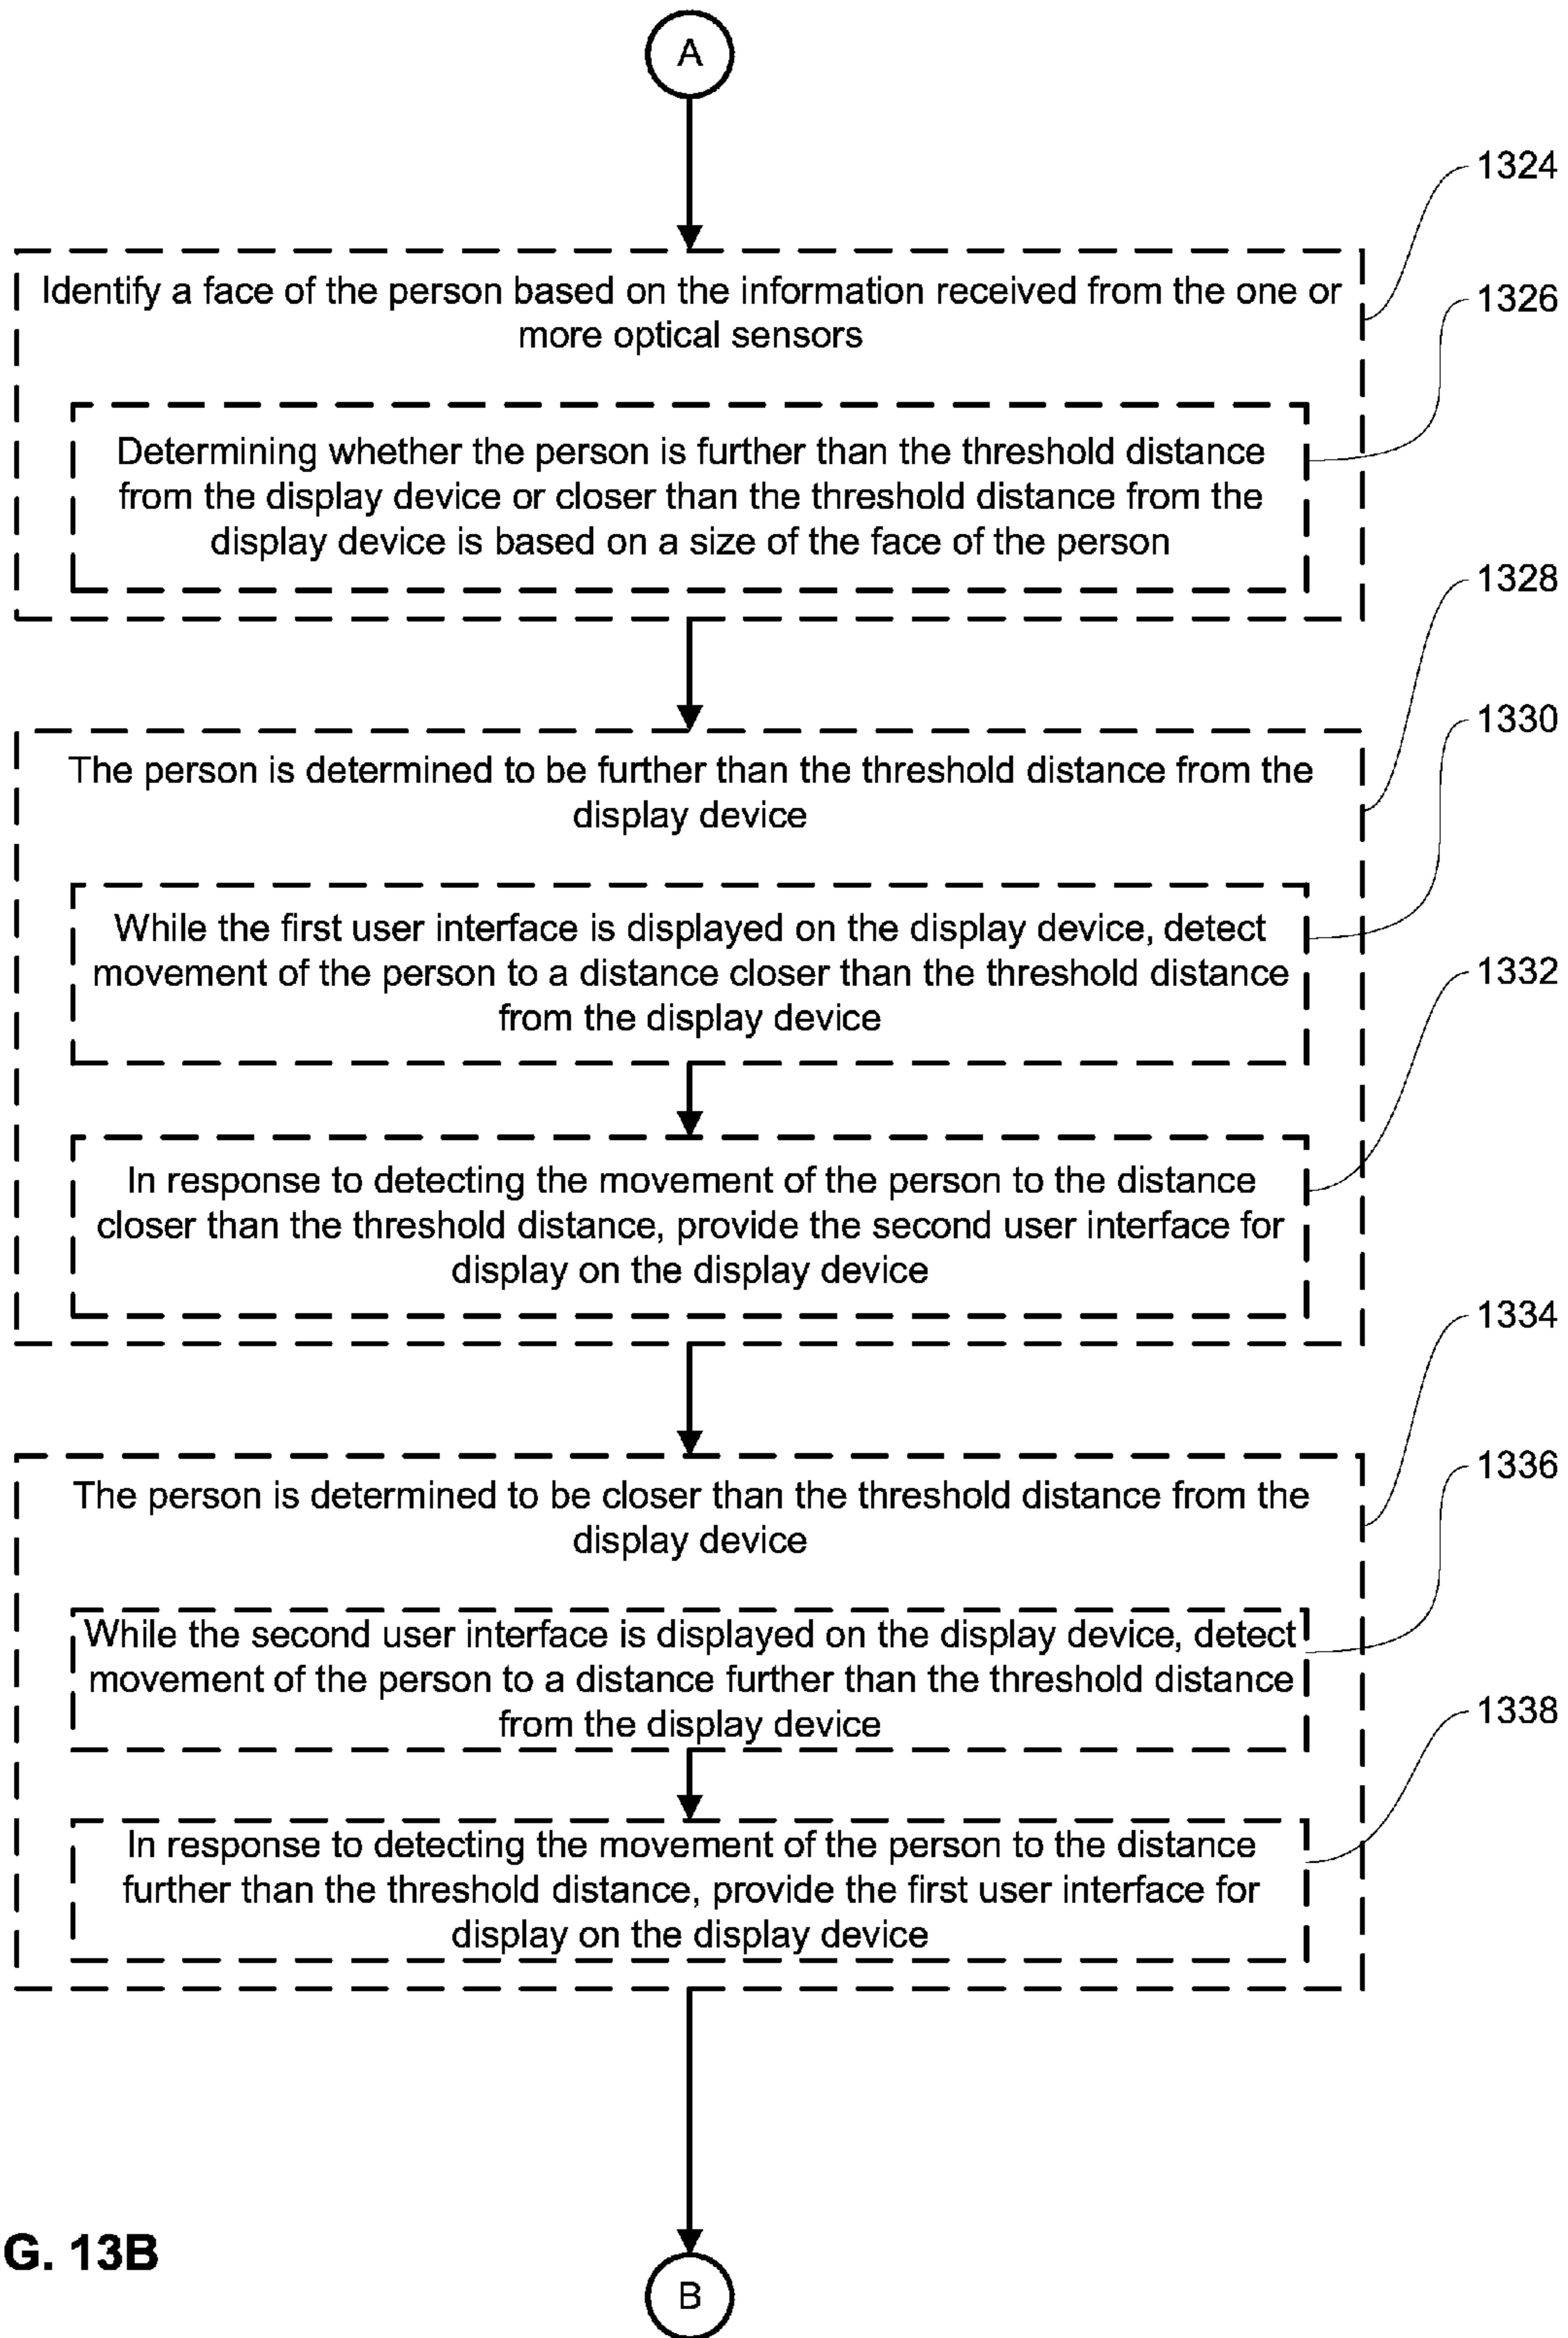 A
1324
Identify a face of the person based on the information received from the one or
more optical sensors
1326
Determining whether the person is further than the threshold distance
from the display device or closer than the threshold distance from the
display device is based on a size of the face of the person
1328
The person is determined to be further than the threshold distance from the
display device
1330
While the first user interface is displayed on the display device, detect
movement of the person to a distance closer than the threshold distance
from the display device
1332
In response to detecting the movement of the person to the distance
closer than the threshold distance, provide the second user interface for
display on the display device
1334
The person is determined to be closer than the threshold distance from the
display device
1336
While the second user interface is displayed on the display device, detect
movement of the person to a distance further than the threshold distance
from the display device
1338
In response to detecting the movement of the person to the distance
further than the threshold distance, provide the first user interface for
display on the display device
G. 13B
B